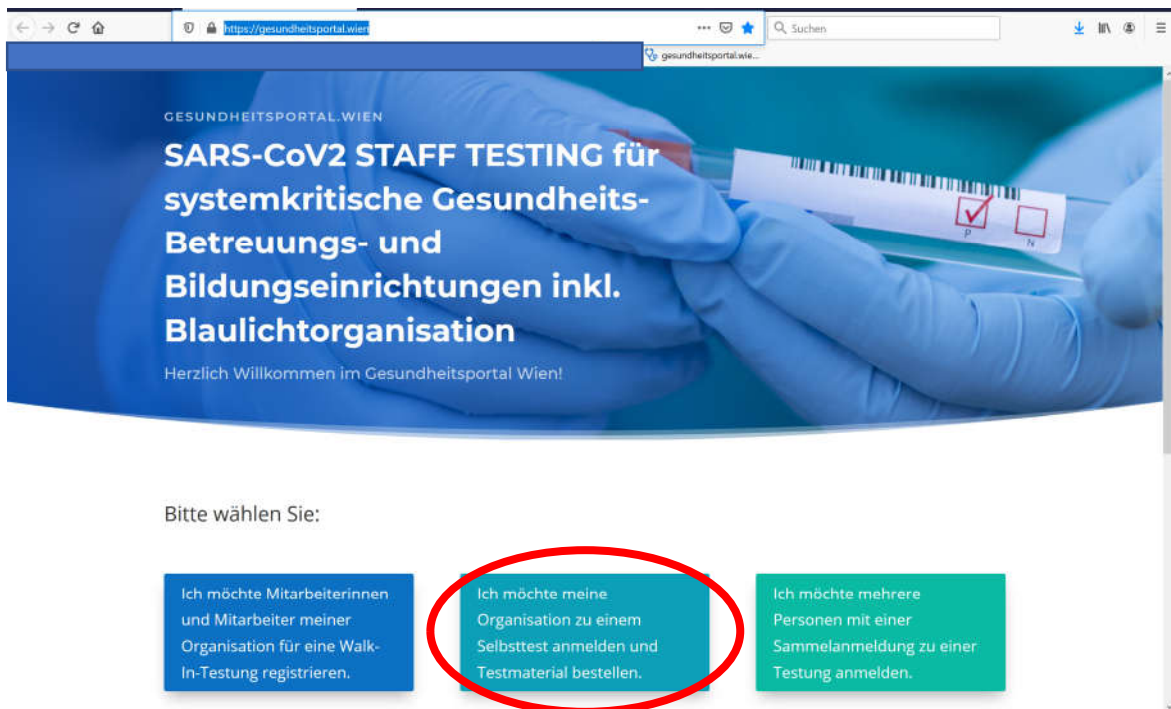 https://gesundheitsportal.wien
Suchen
gesundheitsportal.wie...
GESUNDHEITSPORTAL.WIEN
SARS-CoV2 STAFF TESTING für
systemkritische Gesundheits-
Betreuungs- und
Bildungseinrichtungen inkl.
Blaulichtorganisation
Herzlich Willkommen im Gesundheitsportal Wien!
P
N
Bitte wählen Sie:
Ich möchte Mitarbeiterinnen
und Mitarbeiter meiner
Organisation für eine Walk-
In-Testung registrieren.
Ich möchte meine
Organisation zu einem
Selbsttest anmelden und
Testmaterial bestellen.
Ich möchte mehrere
Personen mit einer
Sammelanmeldung zu einer
Testung anmelden.